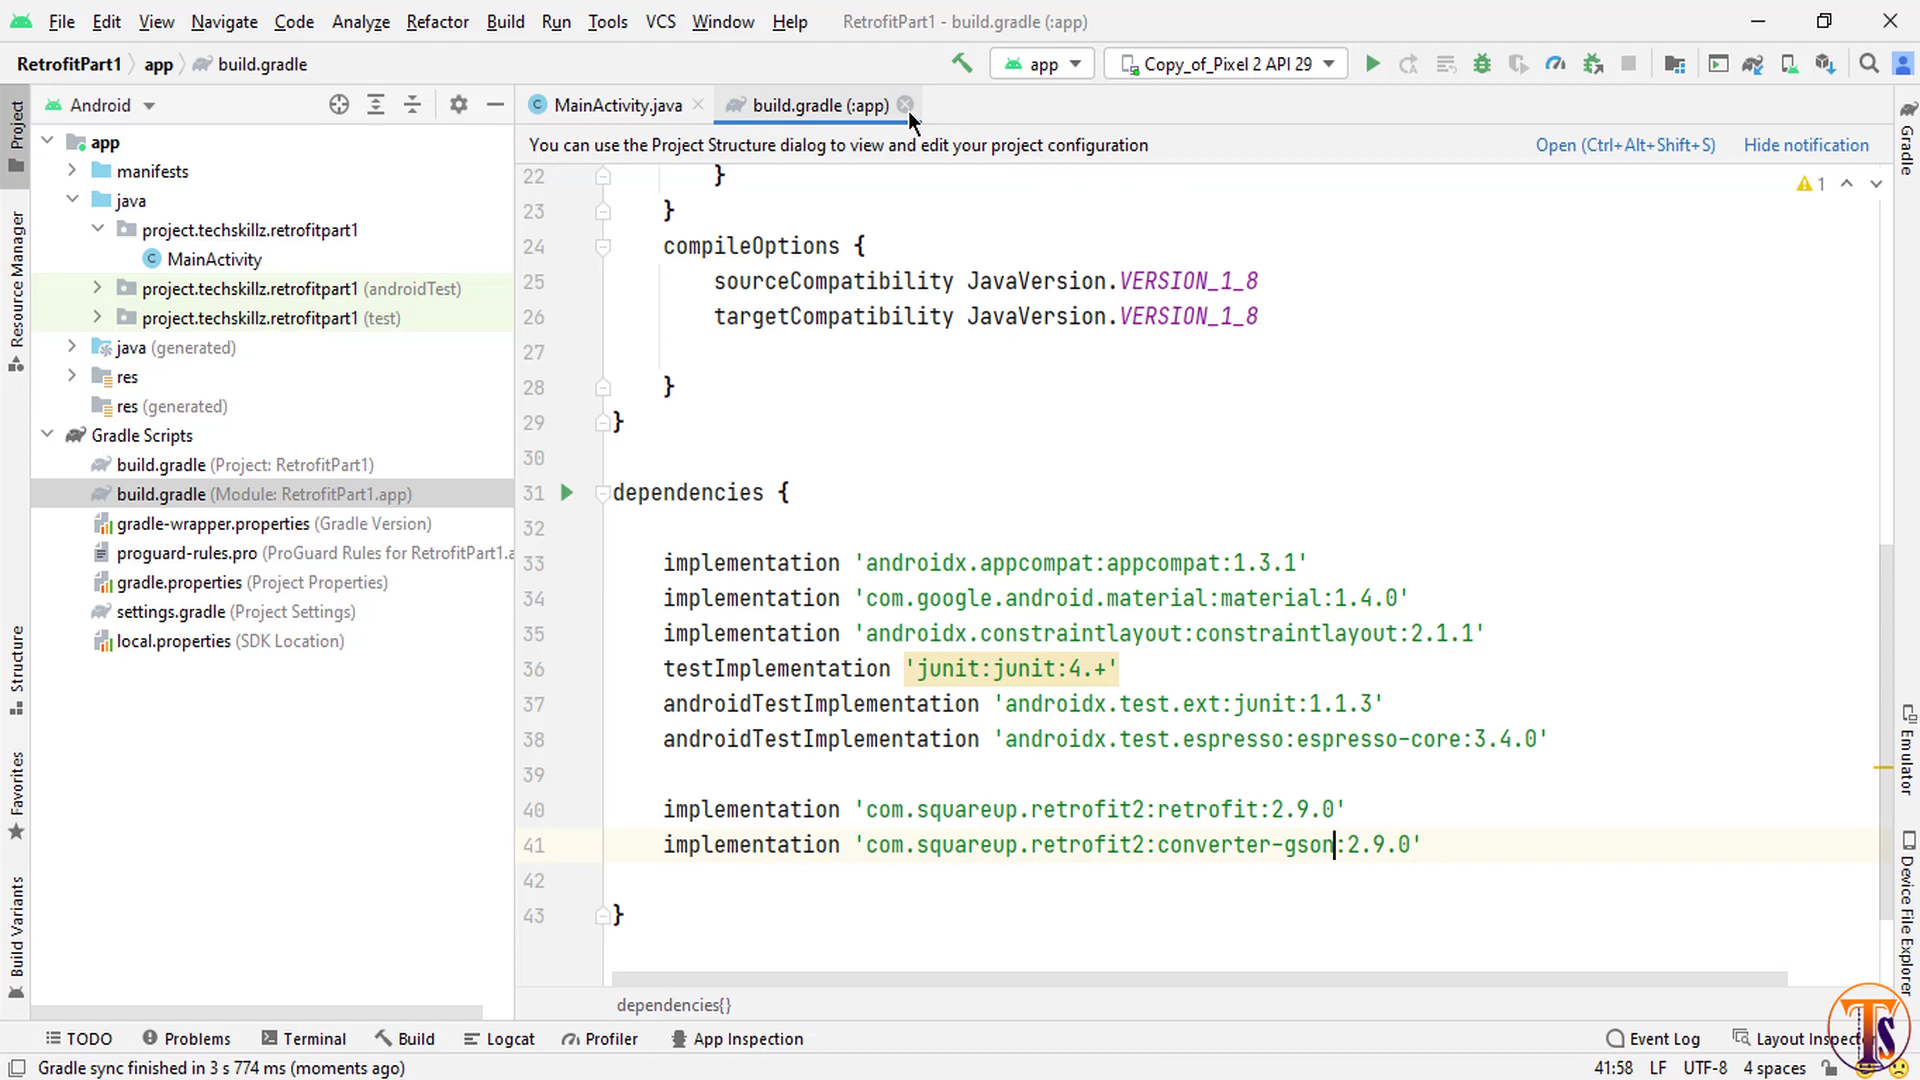 File Edit View Navigate Code Analyze Refactor Build Run Tools VCS Window Help RetrofitPart1 - build.gradle (:app)
RetrofitPart1 app build.gradle app Copy_of_Pixel 2 API 29
Android MainActivity.java build.gradle (:app)
You can use the Project Structure dialog to view and edit your project configuration Open (Ctrl+Alt+Shift+S) Hide notification
Project
Resource Manager
Structure
Favorites
Build Variants
app
manifests
java
project.techskillz.retrofitpart1
MainActivity
project.techskillz.retrofitpart1 (androidTest)
project.techskillz.retrofitpart1 (test)
java (generated)
res
res (generated)
Gradle Scripts
build.gradle (Project: RetrofitPart1)
build.gradle (Module: RetrofitPart1.app)
gradle-wrapper.properties (Gradle Version)
proguard-rules.pro (ProGuard Rules for RetrofitPart1.a
gradle.properties (Project Properties)
settings.gradle (Project Settings)
local.properties (SDK Location)
1
22 }
23 }
24 compileOptions {
25 sourceCompatibility JavaVersion.VERSION_1_8
26 targetCompatibility JavaVersion.VERSION_1_8
27
28 }
29 }
30
31 dependencies {
32
33 implementation 'androidx.appcompat:appcompat:1.3.1'
34 implementation 'com.google.android.material:material:1.4.0'
35 implementation 'androidx.constraintlayout:constraintlayout:2.1.1'
36 testImplementation 'junit:junit:4.+'
37 androidTestImplementation 'androidx.test.ext:junit:1.1.3'
38 androidTestImplementation 'androidx.test.espresso:espresso-core:3.4.0'
39
40 implementation 'com.squareup.retrofit2:retrofit:2.9.0'
41 implementation 'com.squareup.retrofit2:converter-gson:2.9.0'
42
43 }
dependencies{}
Gradle
Emulator
Device File Explorer
TS
TODO Problems Terminal Build Logcat Profiler App Inspection Event Log Layout Inspector
Gradle sync finished in 3 s 774 ms (moments ago) 41:58 LF UTF-8 4 spaces